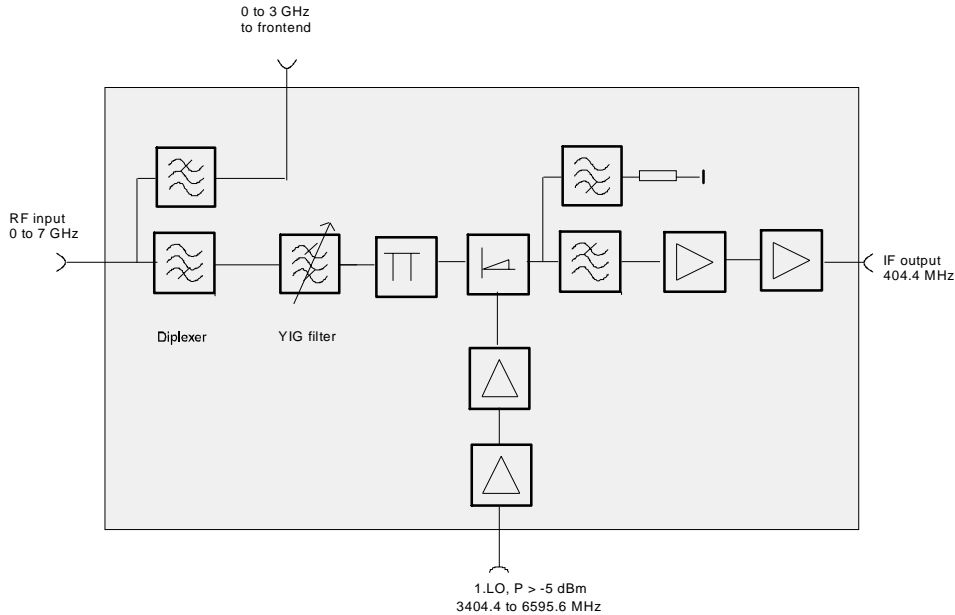 0 to 3 GHz
to frontend
RF input
0 to 7 GHz
IF output
404.4 MHz
Diplexer
YIG filter
1.LO, P > -5 dBm
3404.4 to 6595.6 MHz